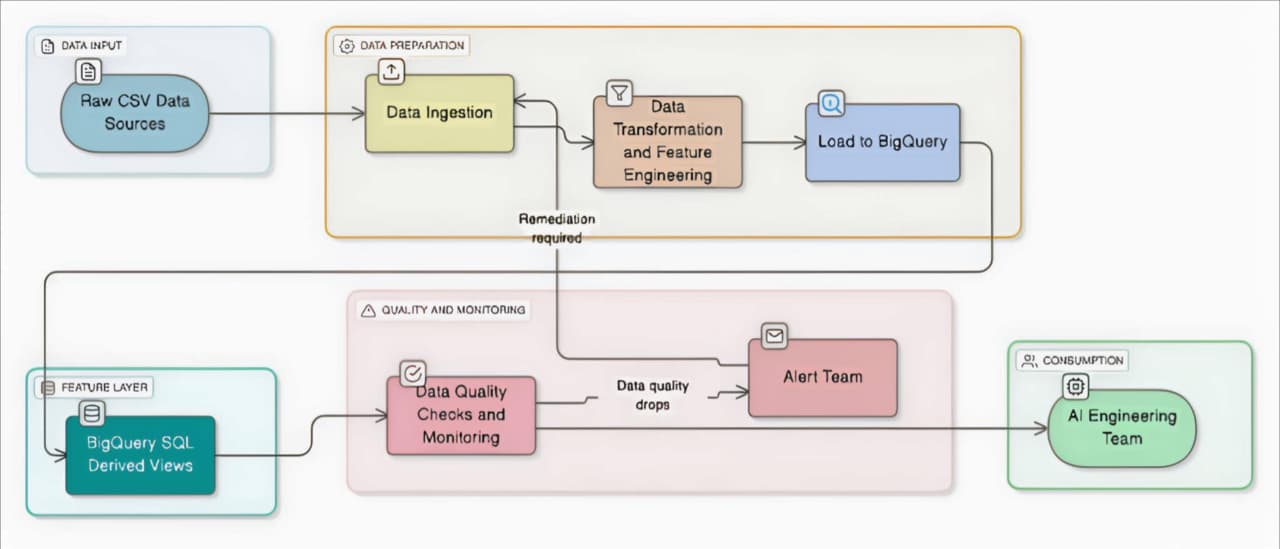 DATA INPUT
Raw CSV Data
Sources
DATA PREPARATION
Data Ingestion
Data
Transformation
and Feature
Engineering
Load to BigQuery
Remediation
required
FEATURE LAYER
BigQuery SQL
Derived Views
QUALITY AND MONITORING
Data Quality
Checks and
Monitoring
Data quality
drops
Alert Team
CONSUMPTION
AI Engineering
Team